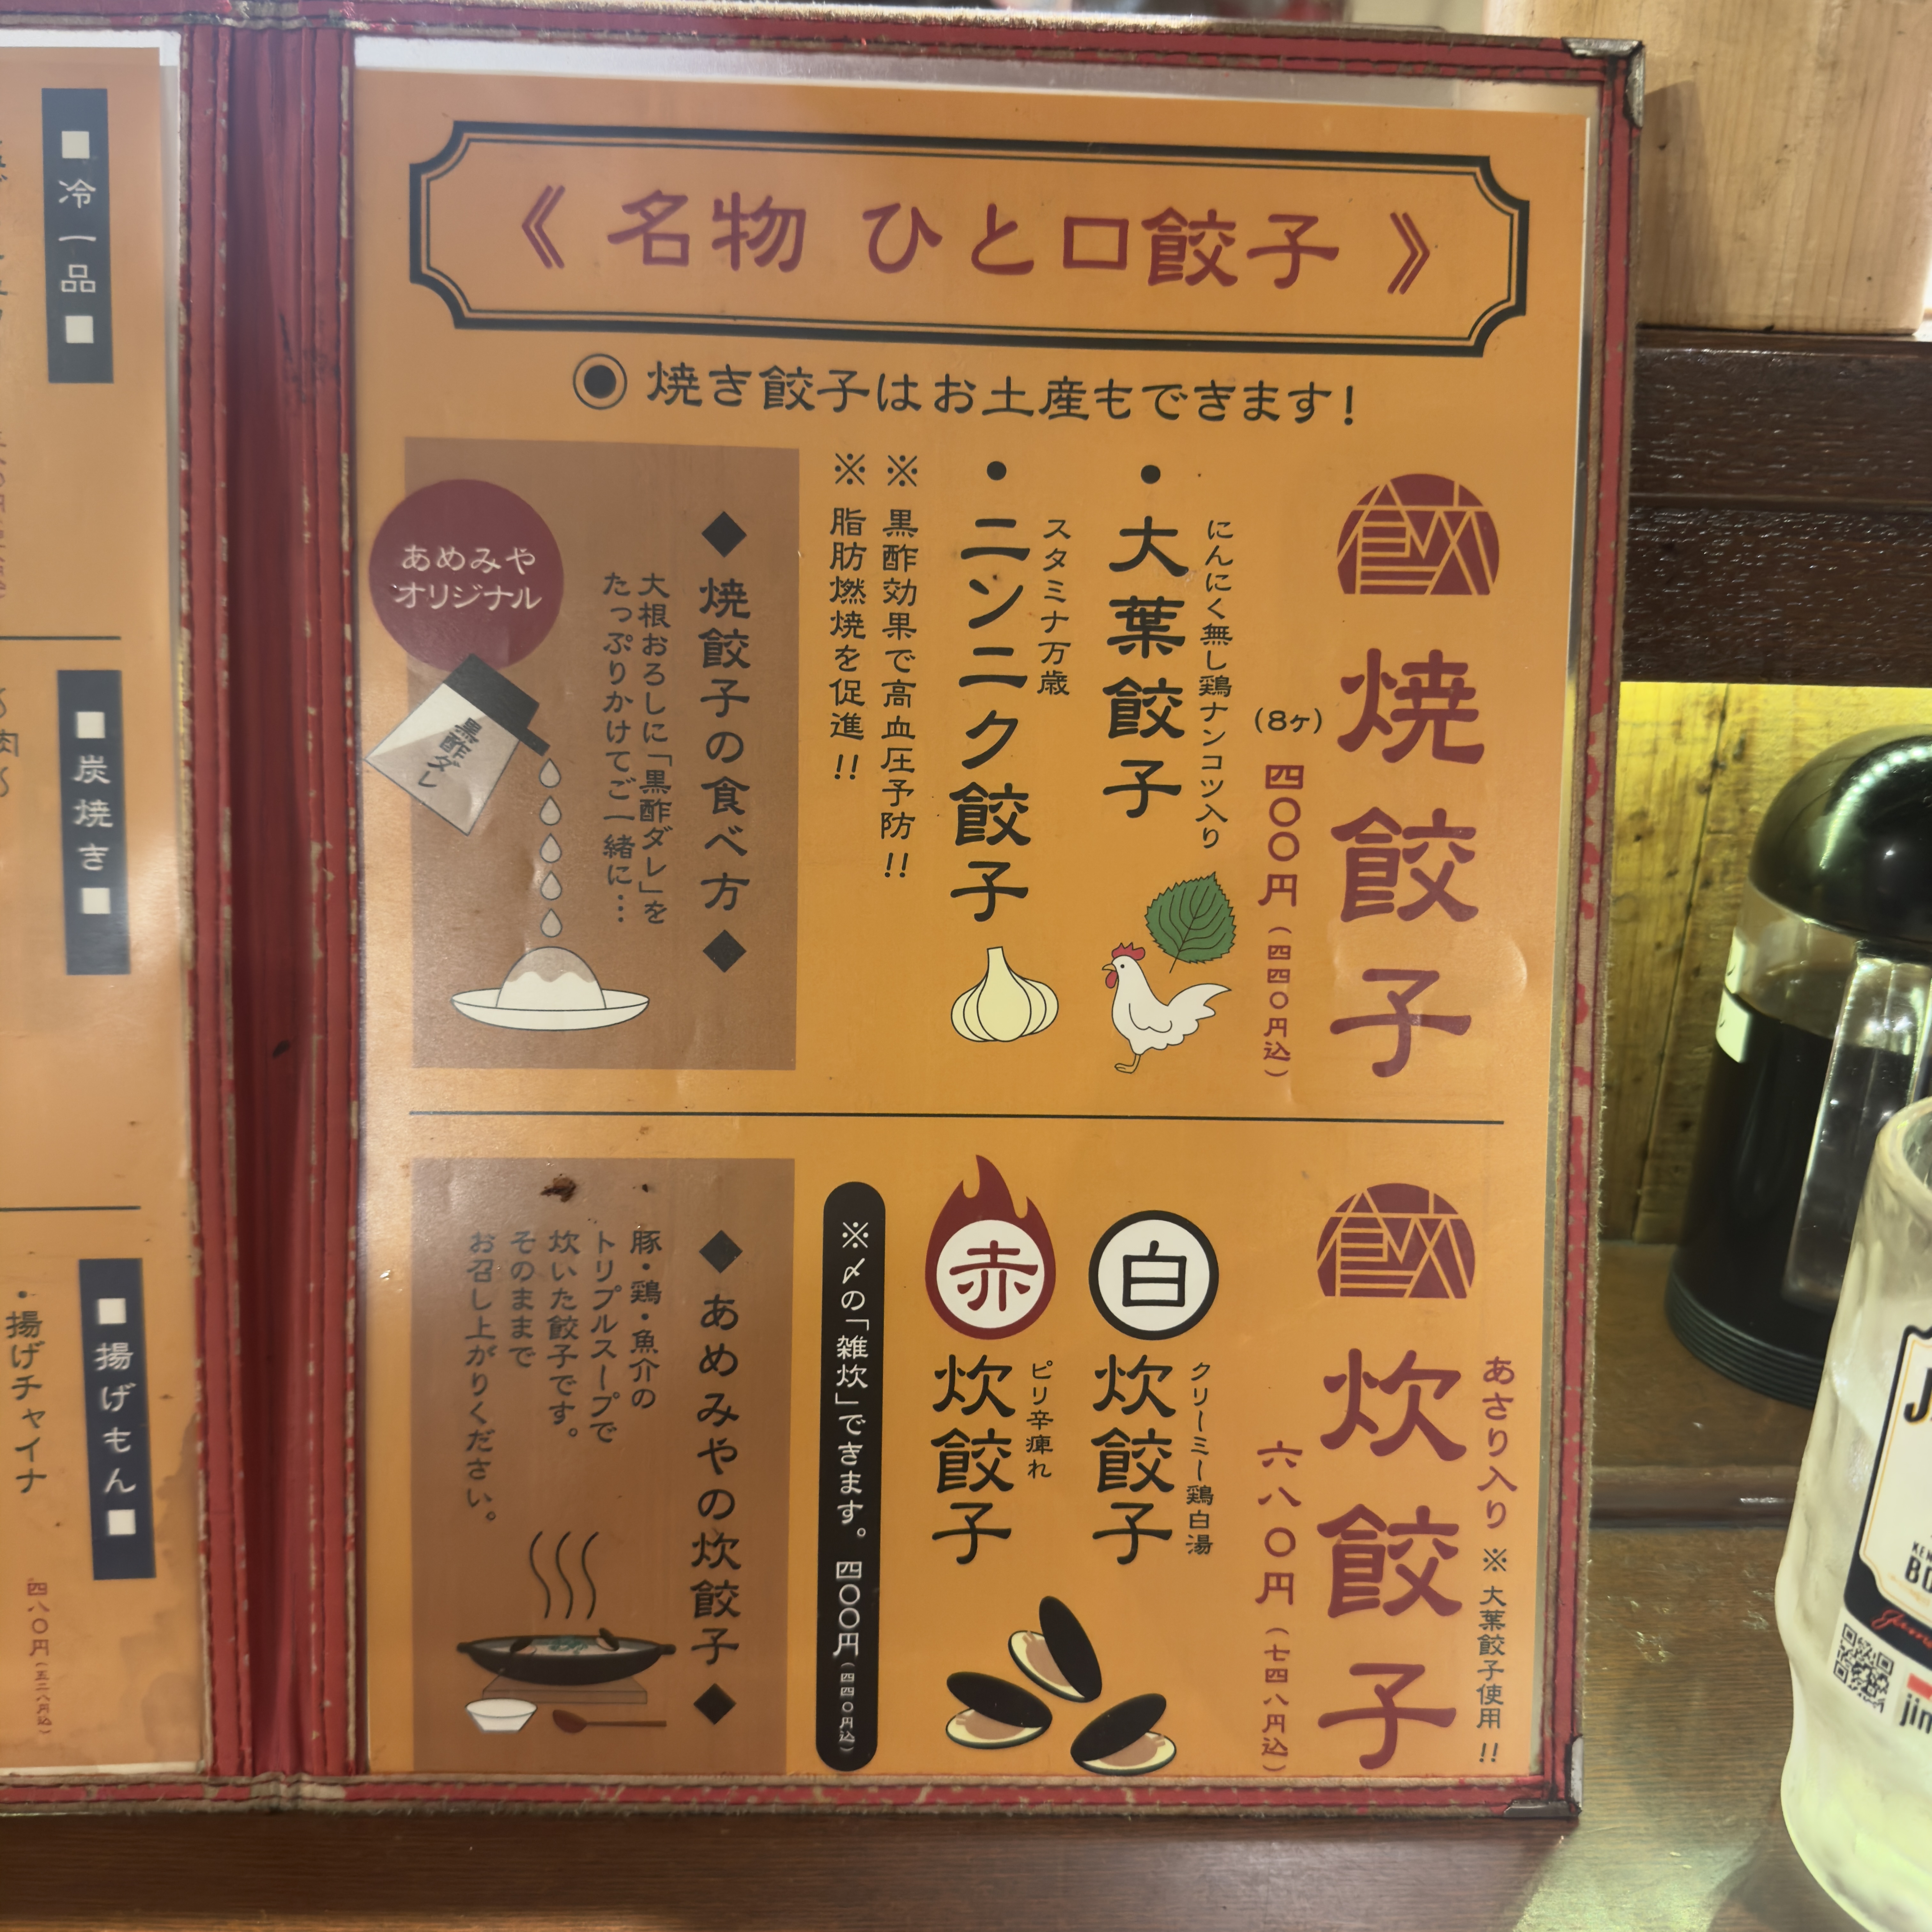 《 名物 ひと口餃子 》
◉ 焼き餃子はお土産もできます!
餃
焼餃子
(8ヶ)
四〇〇円(四四〇円込)
にんにく無し鶏ナンコツ入り
・大葉餃子
スタミナ万歳
・ニンニク餃子
※黒酢効果で高血圧予防!!
※脂肪燃焼を促進!!
◆焼餃子の食べ方◆
大根おろしに「黒酢ダレ」を
たっぷりかけてご一緒に…
あめみや
オリジナル
黒酢ダレ
あさり入り ※大葉餃子使用!!
餃
炊餃子
六八〇円(七四八円込)
クリーミー鶏白湯
白 炊餃子
ピリ辛痺れ
赤 炊餃子
※〆の「雑炊」できます。 四〇〇円(四四〇円込)
◆あめみやの炊餃子◆
豚・鶏・魚介の
トリプルスープで
炊いた餃子です。
そのままで
お召し上がりください。
■冷一品■
■炭焼き■
■揚げもん■
・揚げチャイナ
四八〇円(五二八円込)